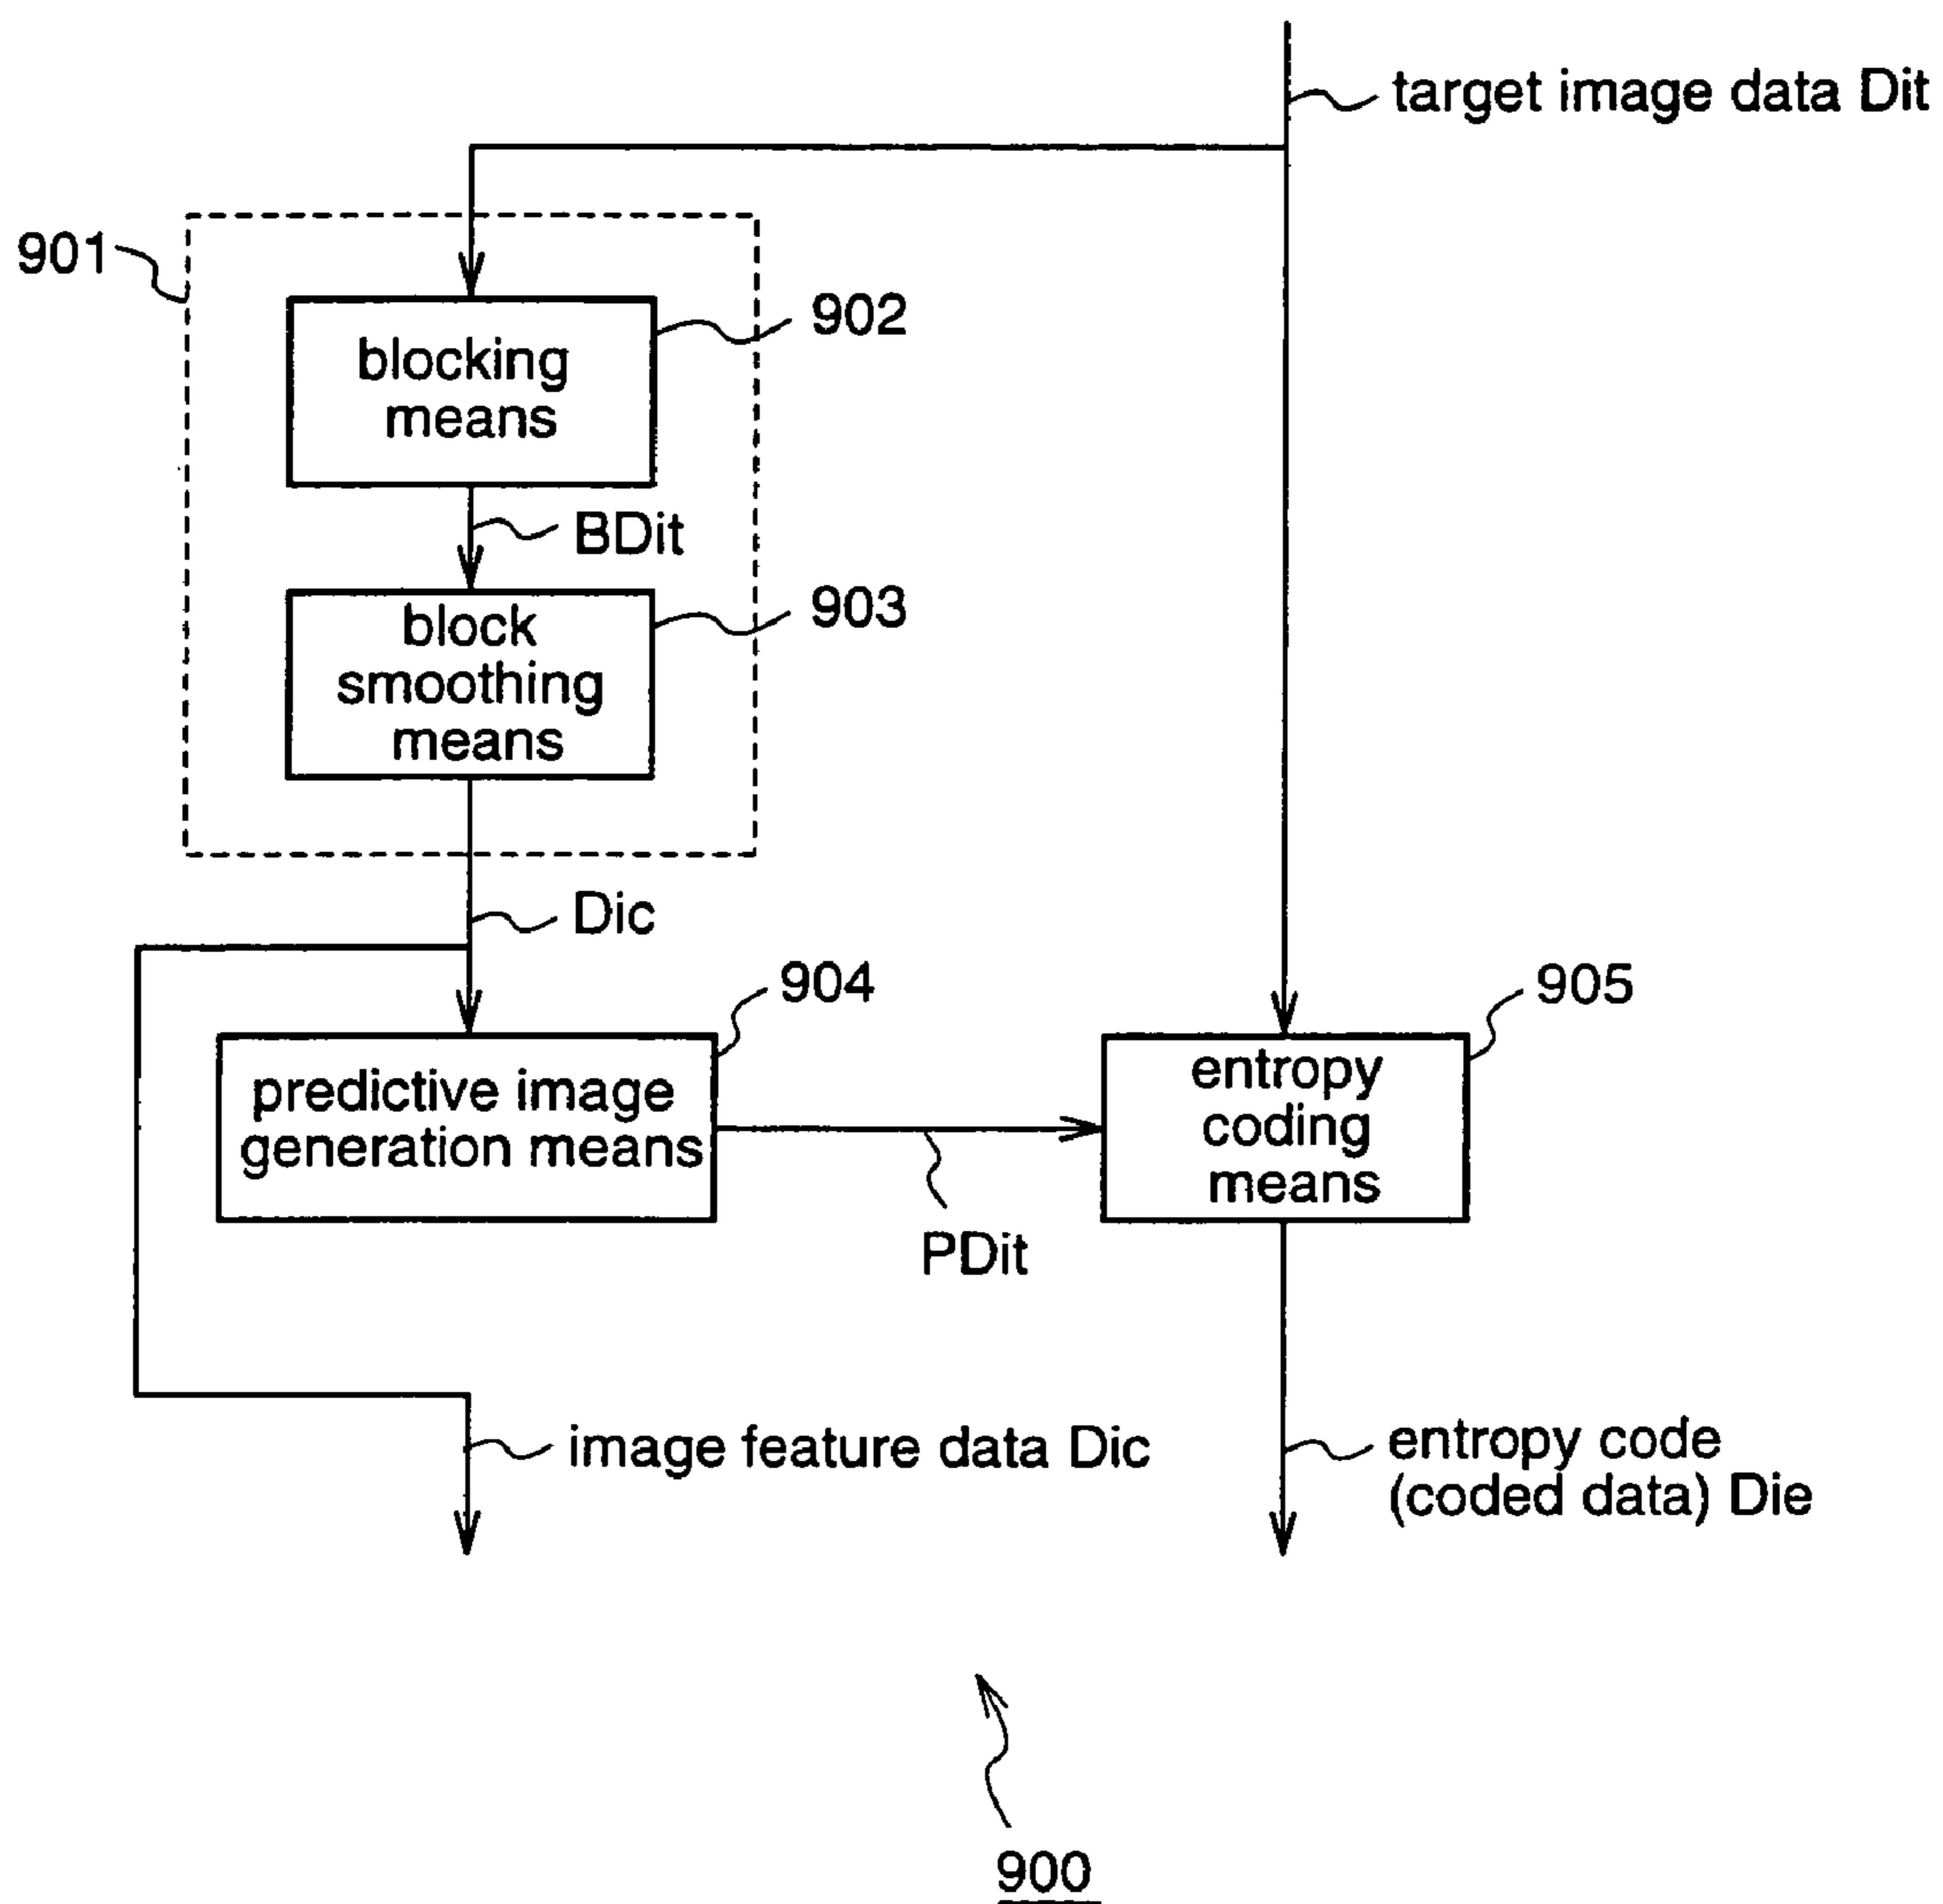 target image data Dit
901
902
blocking
means
BDit
903
block
smoothing
means
Dic
904
905
predictive image
generation means
entropy
coding
means
PDit
image feature data Dic
entropy code
(coded data) Die
900